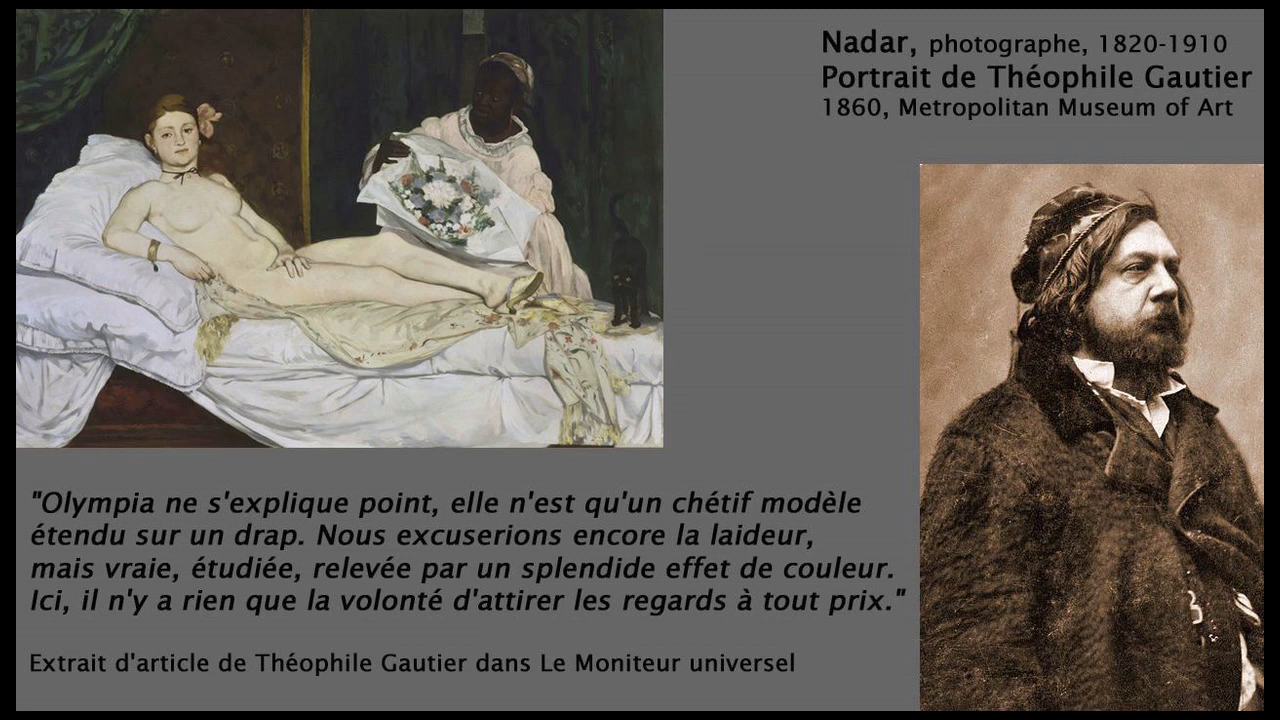 Nadar, photographe, 1820-1910
Portrait de Théophile Gautier
1860, Metropolitan Museum of Art
"Olympia ne s'explique point, elle n'est qu'un chétif modèle
étendu sur un drap. Nous excuserions encore la laideur,
mais vraie, étudiée, relevée par un splendide effet de couleur.
Ici, il n'y a rien que la volonté d'attirer les regards à tout prix."
Extrait d'article de Théophile Gautier dans Le Moniteur universel